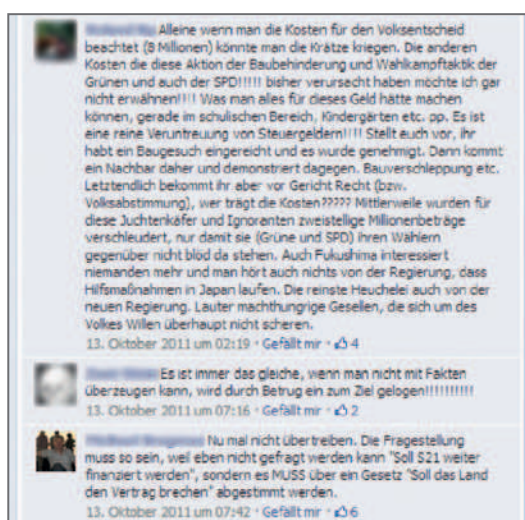 Alleine wenn man die Kosten für den Volksentscheid
beachtet (8 Millionen) könnte man die Krätze kriegen. Die anderen
Kosten die diese Aktion der Baubehinderung und Wahlkampftaktik der
Grünen und auch der SPD!!!!! bisher verursacht haben möchte ich gar
nicht erwähnen!!!! Was man alles für dieses Geld hätte machen
können, gerade im schulischen Bereich. Kindergärten etc. pp. Es ist
eine reine Veruntreuung von Steuergeldern!!!! Stellt euch vor, ihr
habt ein Baugesuch eingereicht und es wurde genehmigt. Dann kommt
ein Nachbar daher und demonstriert dagegen. Bauverschleppung etc.
Letztendlich bekommt ihr aber vor Gericht Recht (bzw.
Volksabstimmung), wer trägt die Kosten????? Mittlerweile wurden für
diese Juchtenkäfer und Ignoranten zweistellige Millionenbeträge
verschleudert, nur damit sie (Grüne und SPD) ihren Wählern
gegenüber nicht blöd da stehen. Auch Fukushima interessiert
niemanden mehr und man hört auch nichts von der Regierung, dass
Hilfsmaßnahmen in Japan laufen. Die reinste Heuchelei auch von der
neuen Regierung. Lauter machthungrige Gesellen, die sich um des
Volkes Willen überhaupt nicht scheren.
13. Oktober 2011 um 02:19 · Gefällt mir · 4
Es ist immer das gleiche, wenn man nicht mit Fakten
überzeugen kann, wird durch Betrug ein zum Ziel gelogen!!!!!!!!!!
13. Oktober 2011 um 07:16 · Gefällt mir · 2
Nu mal nicht übertreiben. Die Fragestellung
muss so sein, weil eben nicht gefragt werden kann "Soll S21 weiter
finanziert werden", sondern es MUSS über ein Gesetz "Soll das Land
den Vertrag brechen" abgestimmt werden.
13. Oktober 2011 um 07:42 · Gefällt mir · 6